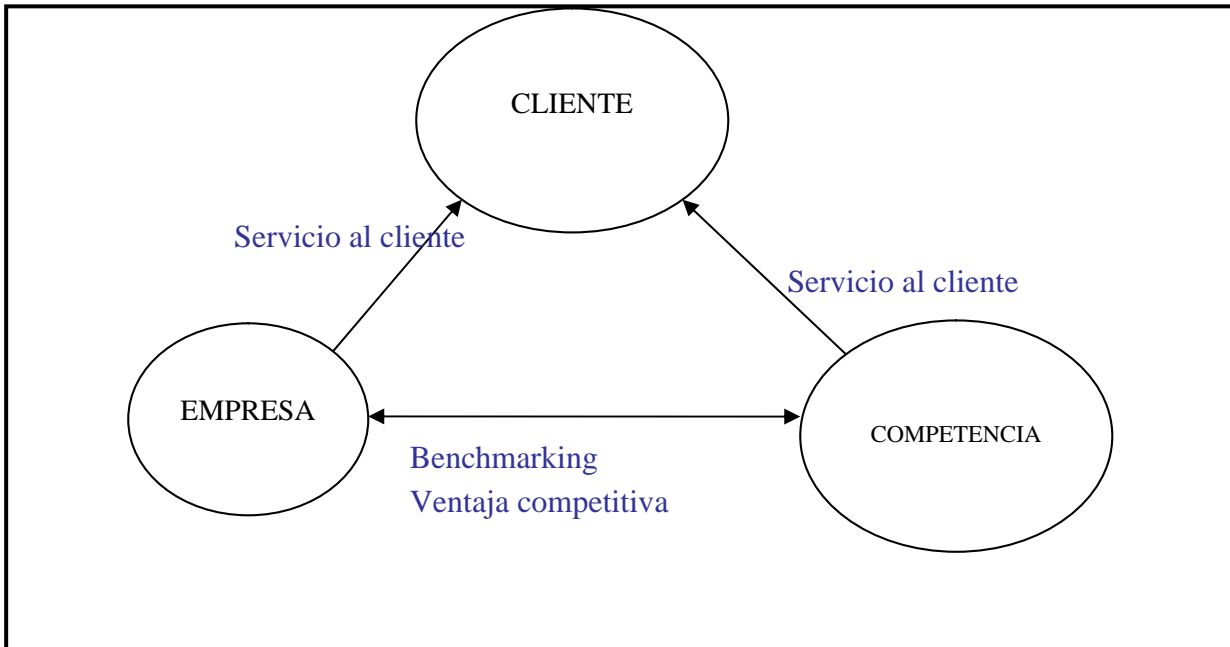 CLIENTE
Servicio al cliente
Servicio al cliente
EMPRESA
COMPETENCIA
Benchmarking
Ventaja competitiva